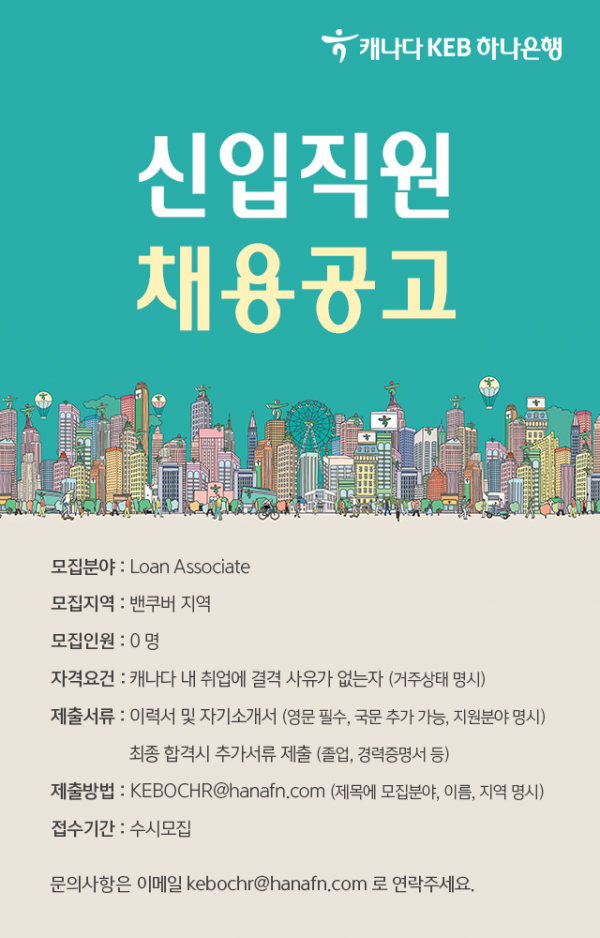 캐나다 KEB 하나은행
신입직원
채용공고
모집분야 : Loan Associate
모집지역 : 밴쿠버 지역
모집인원 : 0 명
자격요건 : 캐나다 내 취업에 결격 사유가 없는자 (거주상태 명시)
제출서류 : 이력서 및 자기소개서 (영문 필수, 국문 추가 가능, 지원분야 명시)
최종 합격시 추가서류 제출 (졸업, 경력증명서 등)
제출방법 : KEBOCHR@hanafn.com (제목에 모집분야, 이름, 지역 명시)
접수기간 : 수시모집
문의사항은 이메일 kebochr@hanafn.com 로 연락주세요.